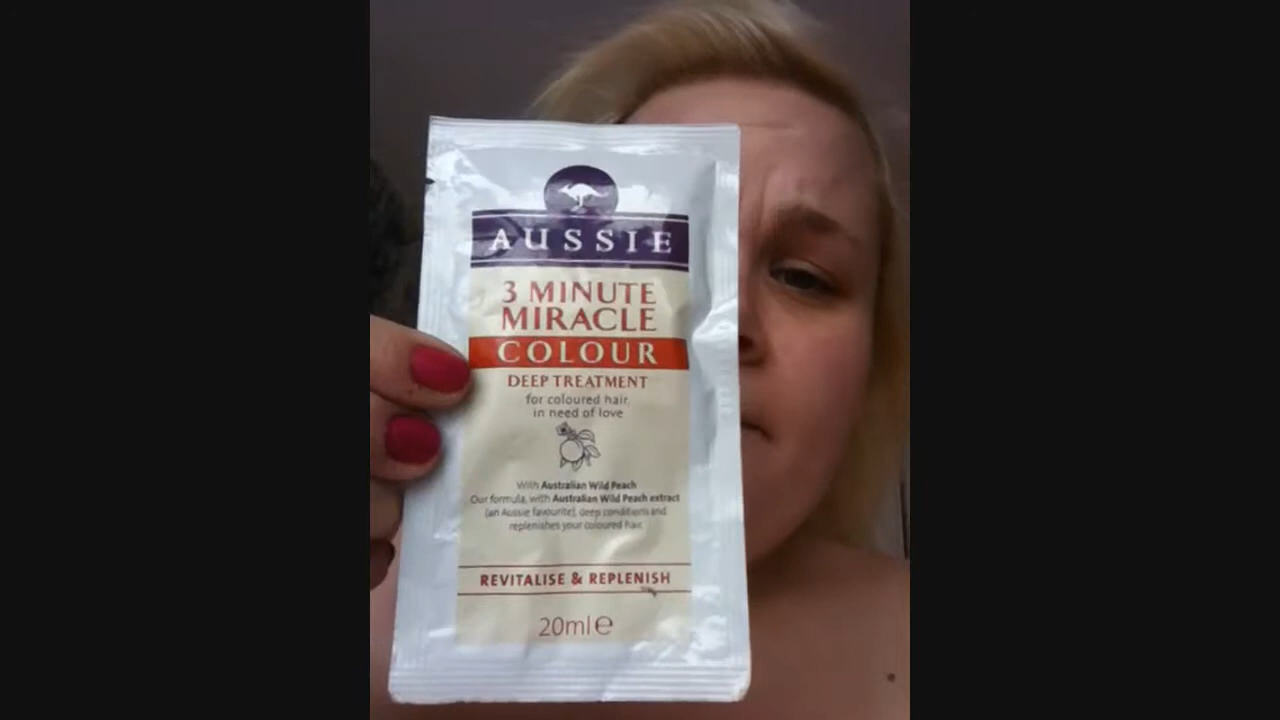 AUSSIE
3 MINUTE
MIRACLE
COLOUR
DEEP TREATMENT
for coloured hair
in need of love
With Australian Wild Peach
Our formula, with Australian Wild Peach extract
(an Aussie favourite), deep conditions and
replenishes your coloured hair.
REVITALISE & REPLENISH
20ml℮